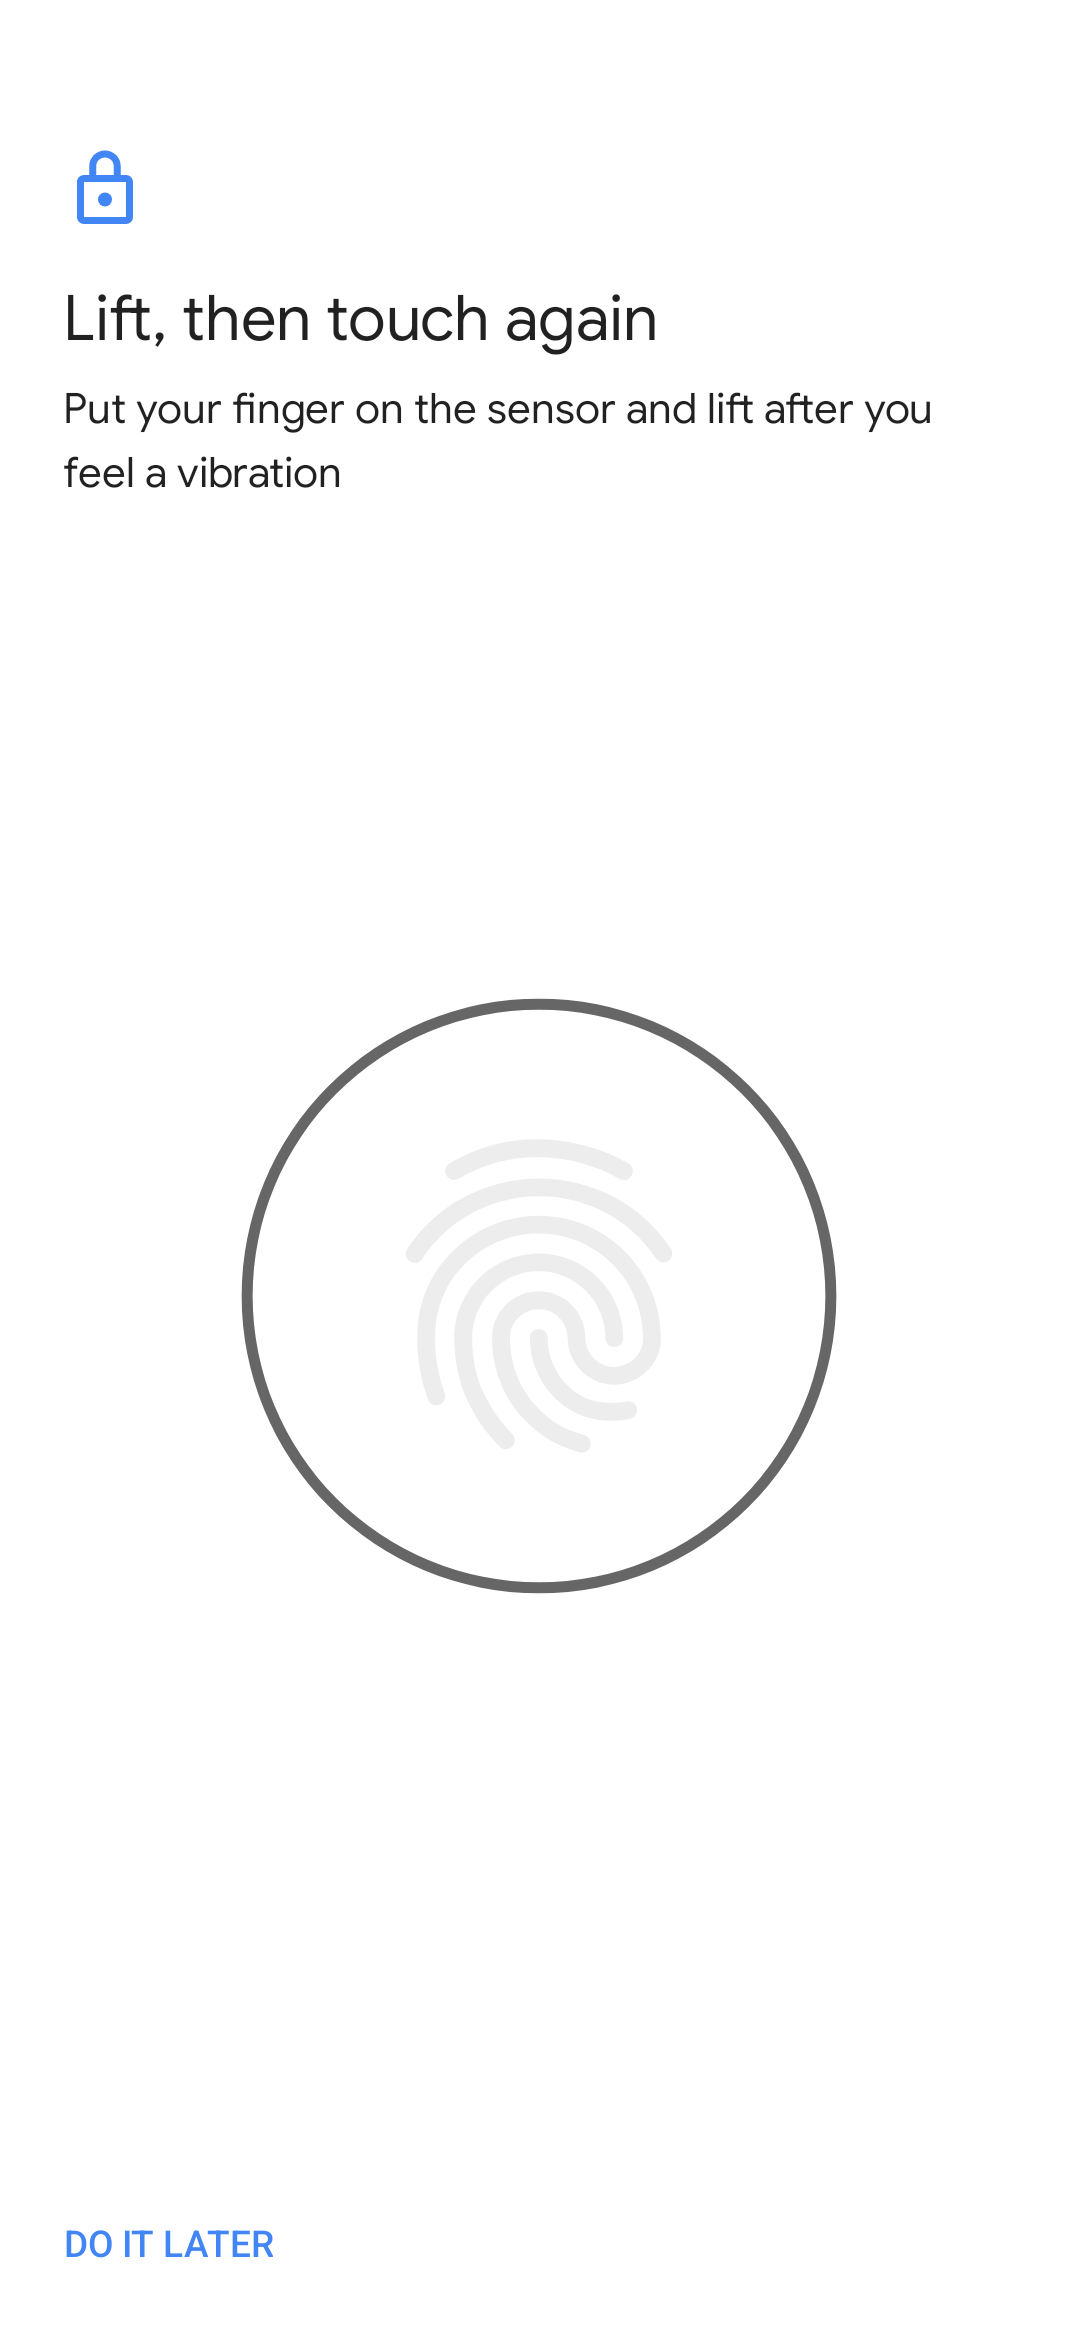 Lift, then touch again
Put your finger on the sensor and lift after you
feel a vibration
DO IT LATER